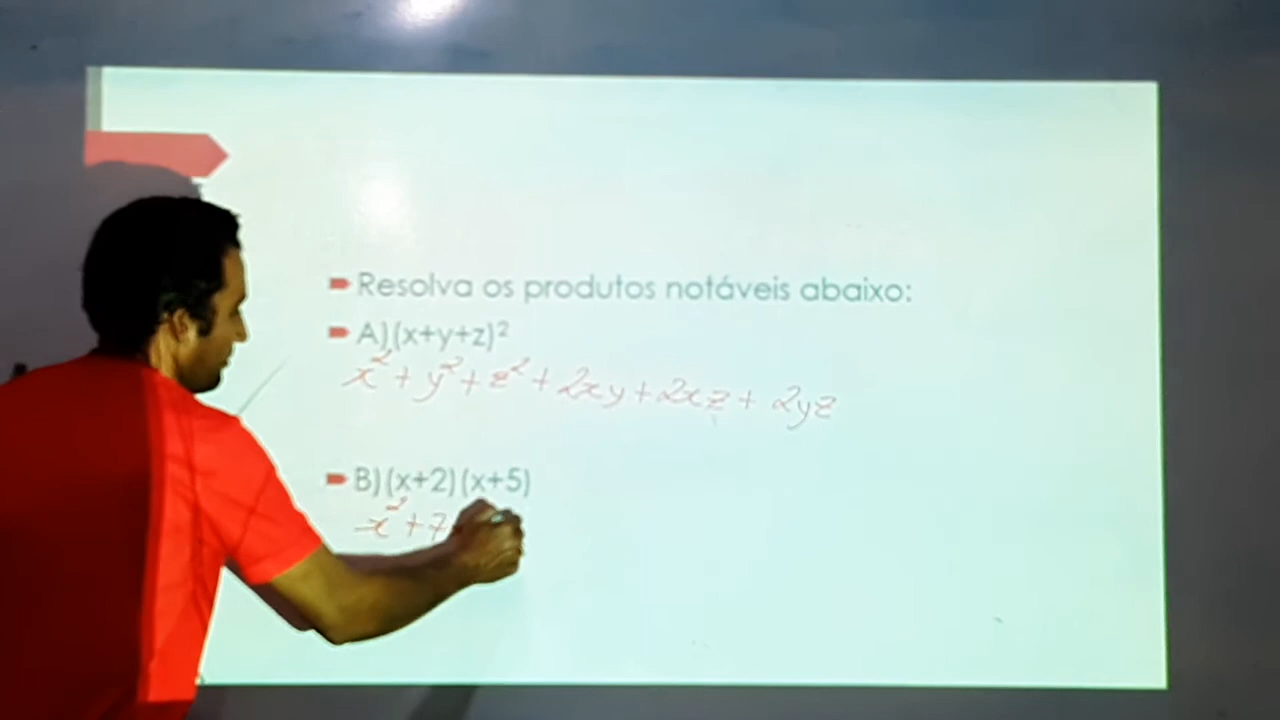 Resolva os produtos notáveis abaixo:
A)(x+y+z)²
x²+y²+z²+2xy+2xz+2yz
B)(x+2)(x+5)
x²+7